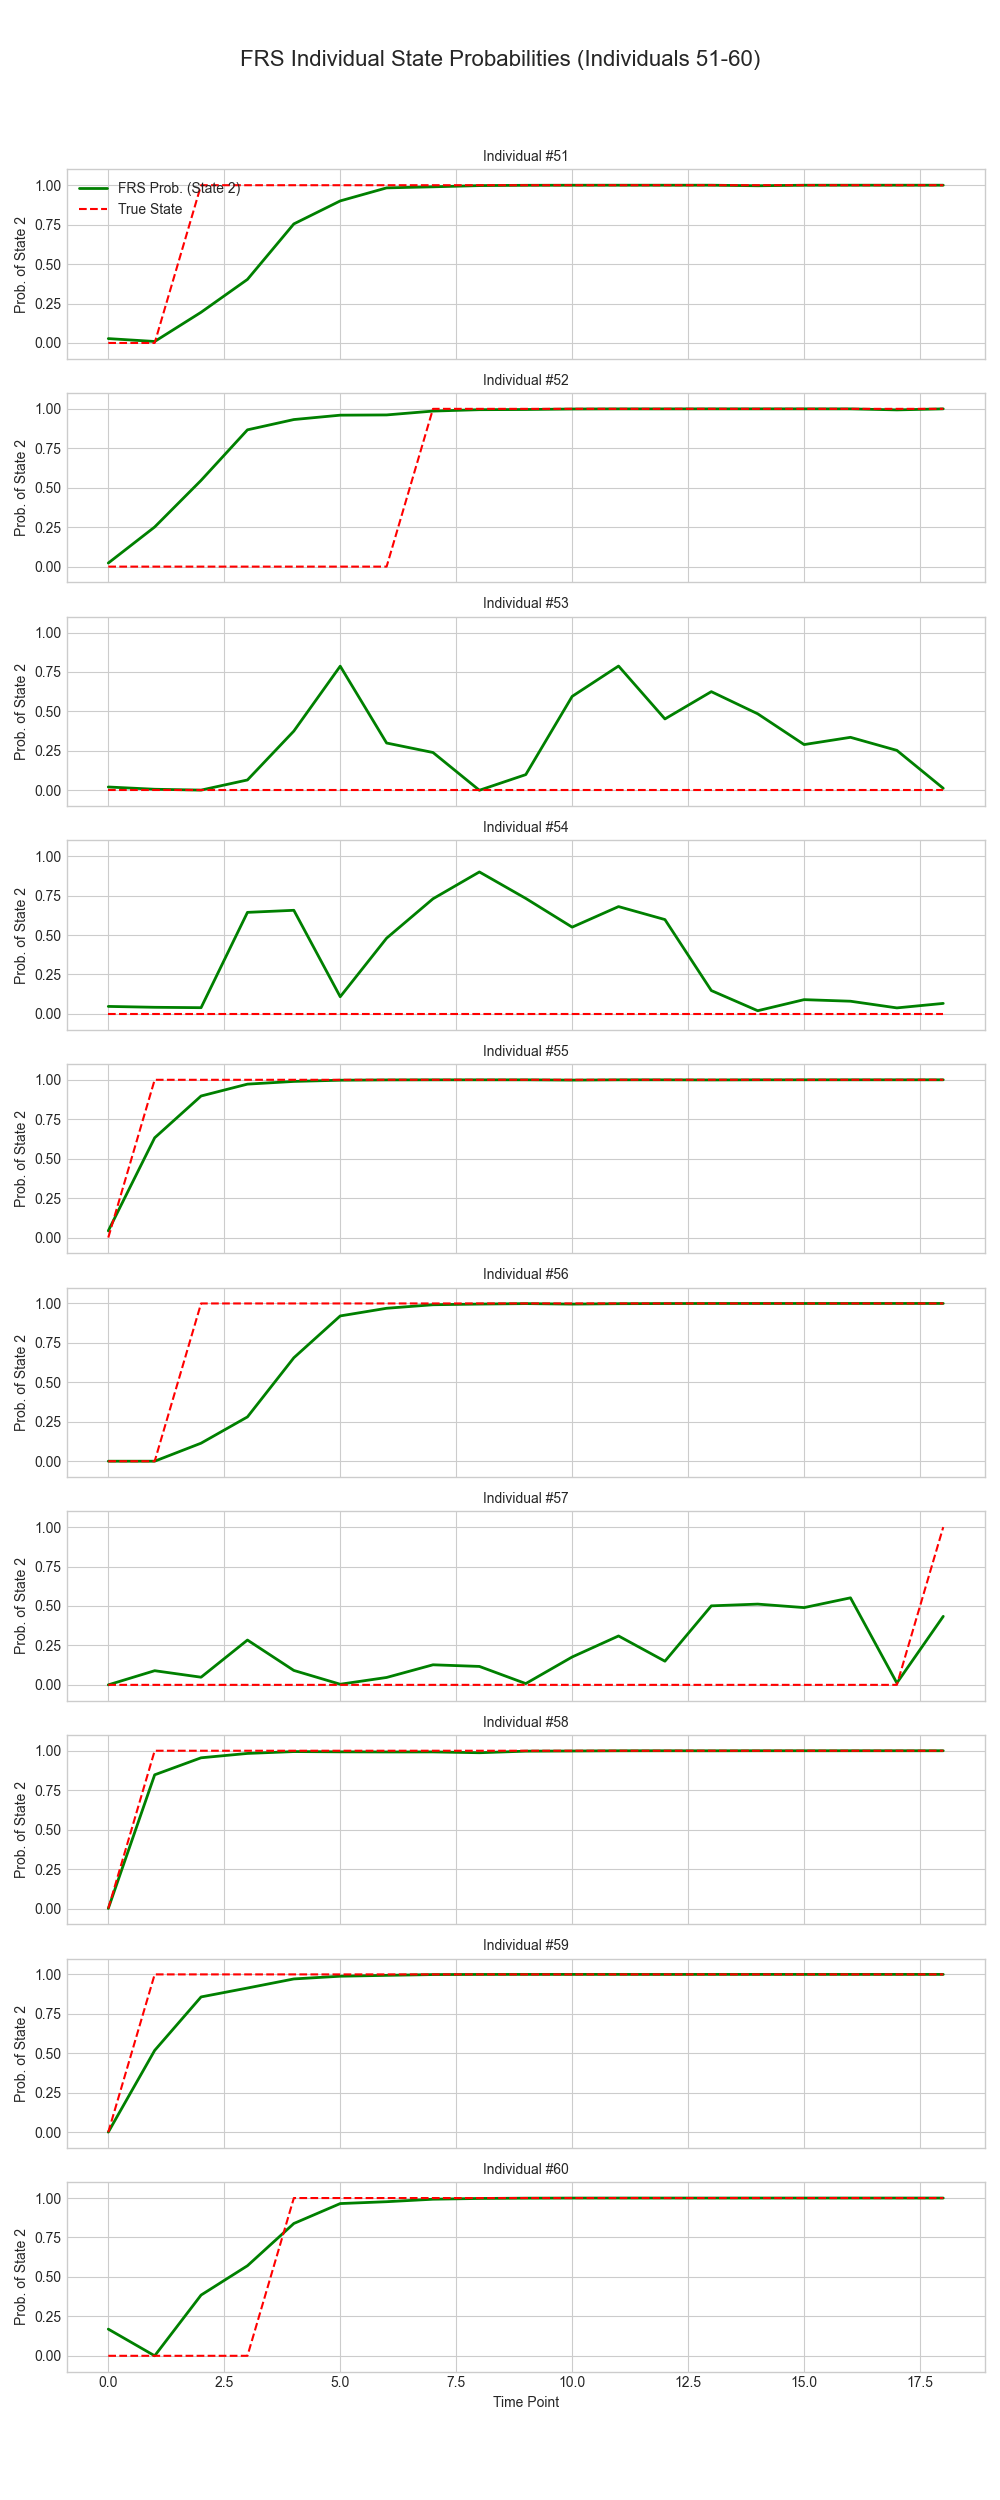 FRS Individual State Probabilities (Individuals 51-60)
Individual #51
FRS Prob. (State 2)
True State
Prob. of State 2
1.00
0.75
0.50
0.25
0.00
Individual #52
Prob. of State 2
1.00
0.75
0.50
0.25
0.00
Individual #53
Prob. of State 2
1.00
0.75
0.50
0.25
0.00
Individual #54
Prob. of State 2
1.00
0.75
0.50
0.25
0.00
Individual #55
Prob. of State 2
1.00
0.75
0.50
0.25
0.00
Individual #56
Prob. of State 2
1.00
0.75
0.50
0.25
0.00
Individual #57
Prob. of State 2
1.00
0.75
0.50
0.25
0.00
Individual #58
Prob. of State 2
1.00
0.75
0.50
0.25
0.00
Individual #59
Prob. of State 2
1.00
0.75
0.50
0.25
0.00
Individual #60
Prob. of State 2
1.00
0.75
0.50
0.25
0.00
0.0 2.5 5.0 7.5 10.0 12.5 15.0 17.5
Time Point